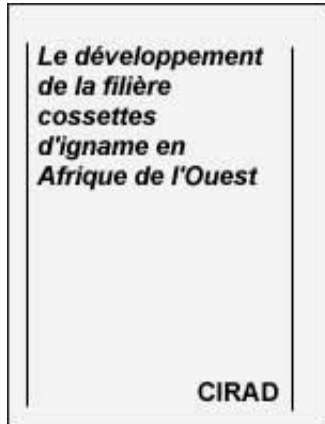 Le développement
de la filière
cossettes
d'igname en
Afrique de l'Ouest
CIRAD